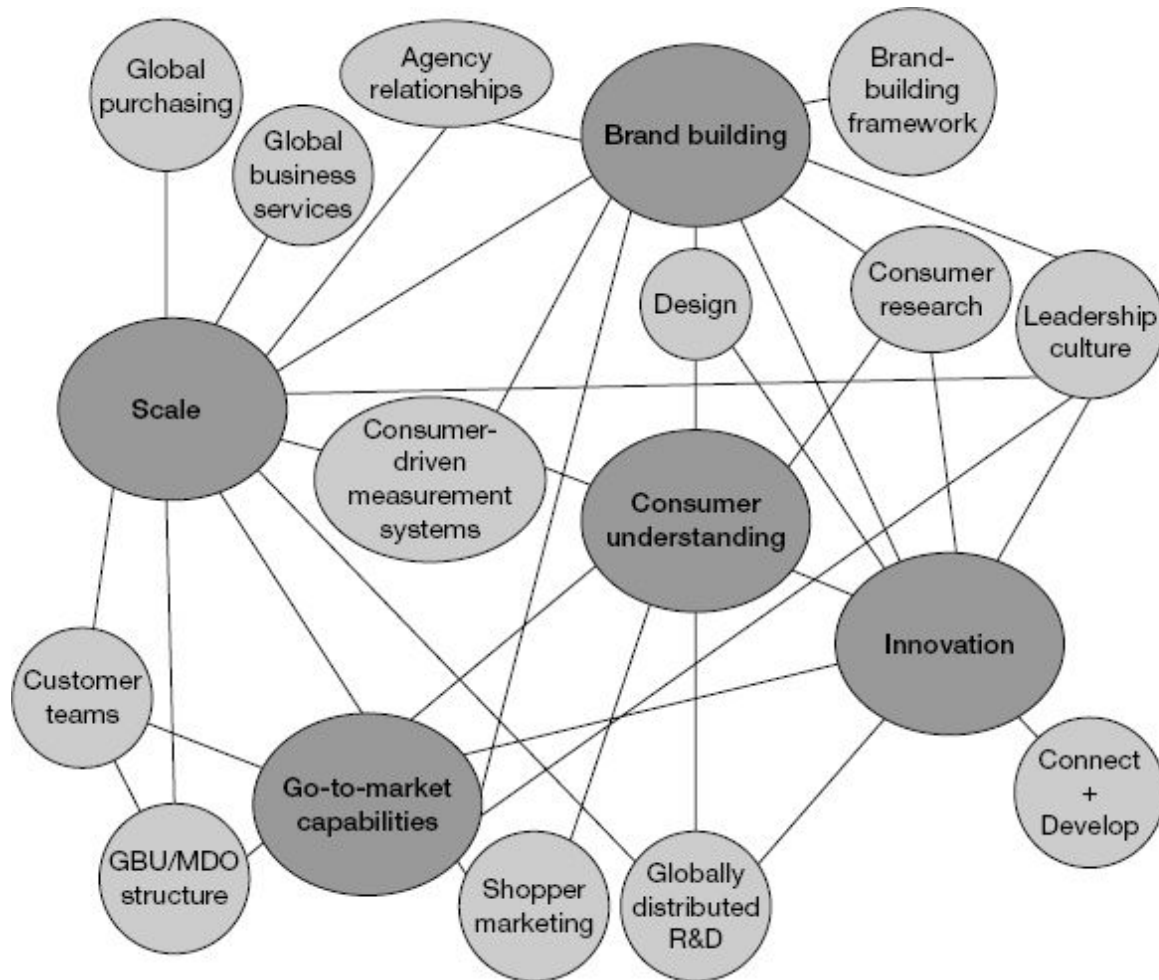 Global
purchasing
Agency
relationships
Brand building
Brand-
building
framework
Global
business
services
Design
Consumer
research
Leadership
culture
Scale
Consumer-
driven
measurement
systems
Consumer
understanding
Innovation
Customer
teams
Go-to-market
capabilities
Connect
+
Develop
GBU/MDO
structure
Shopper
marketing
Globally
distributed
R&D